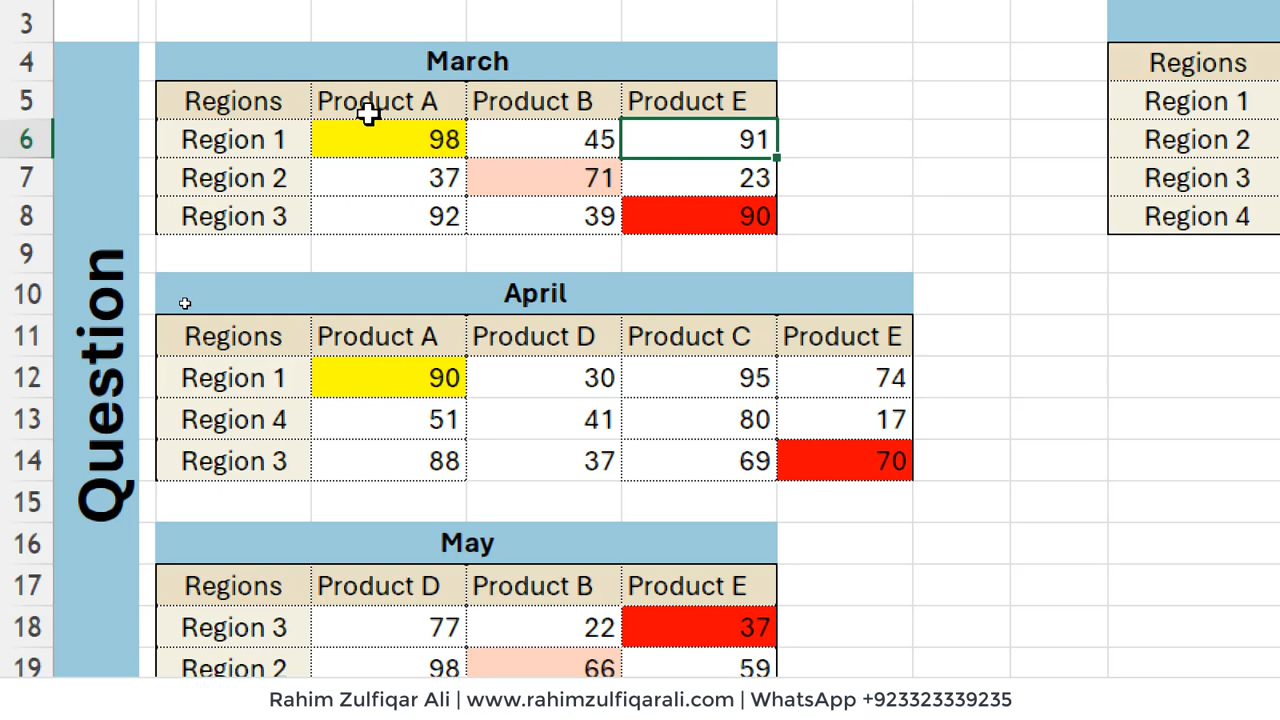 3
4 March Regions
5 Regions Product A Product B Product E Region 1
6 Region 1 98 45 91 Region 2
7 Region 2 37 71 23 Region 3
8 Region 3 92 39 90 Region 4
9
10 April
11 Regions Product A Product D Product C Product E
12 Region 1 90 30 95 74
13 Region 4 51 41 80 17
14 Region 3 88 37 69 70
15
16 May
17 Regions Product D Product B Product E
18 Region 3 77 22 37
19 Region 2 98 66 59
Question
Rahim Zulfiqar Ali | www.rahimzulfiqarali.com | WhatsApp +923323339235